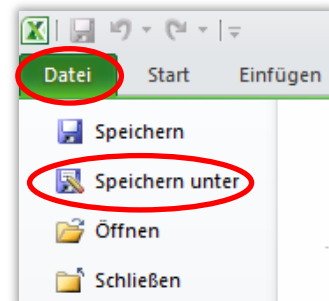 Datei Start Einfügen
Speichern
Speichern unter
Öffnen
Schließen